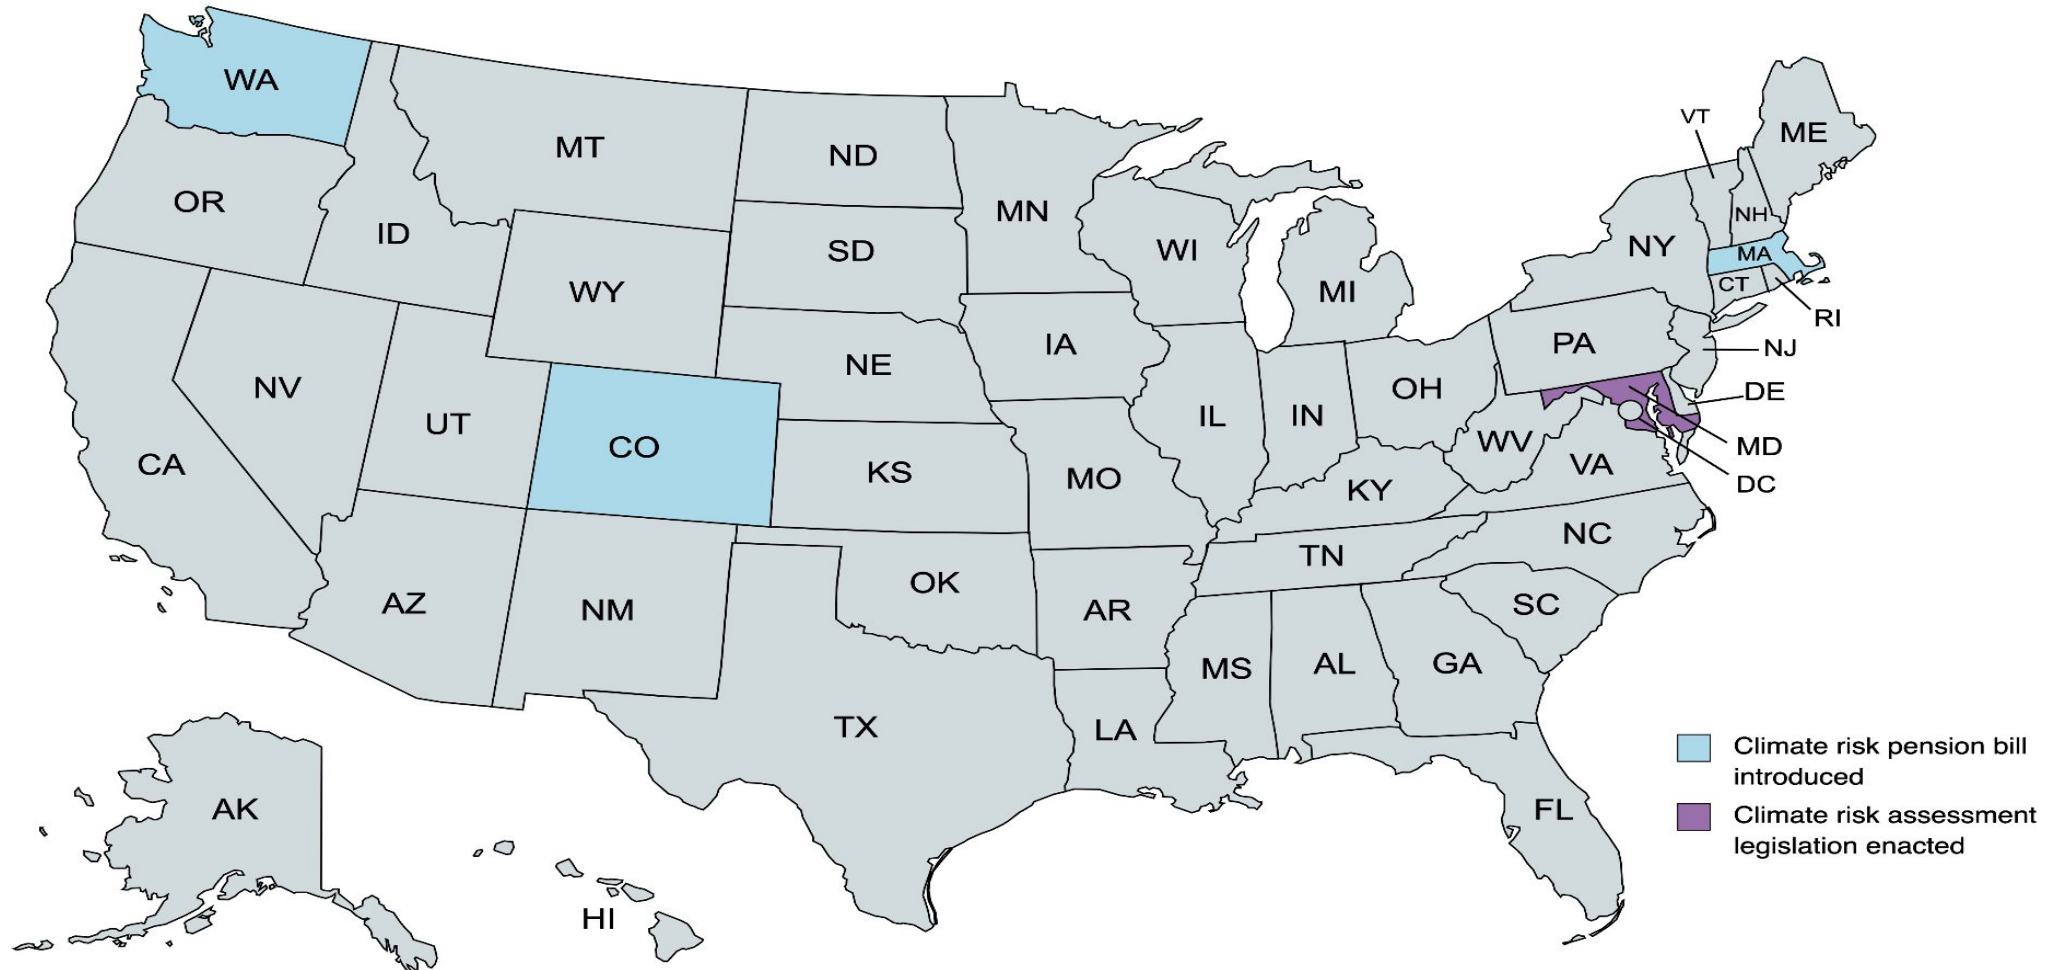 WA
MT
ND
MN
VT
ME
OR
ID
SD
WI
NH
NY
MA
WY
MI
CT
RI
IA
PA
NJ
NE
NV
OH
DE
UT
IL
IN
CO
WV
MD
CA
KS
MO
VA
KY
DC
NC
TN
OK
AZ
NM
AR
SC
MS
AL
GA
TX
LA
Climate risk pension bill
introduced
AK
FL
Climate risk assessment
legislation enacted
HI